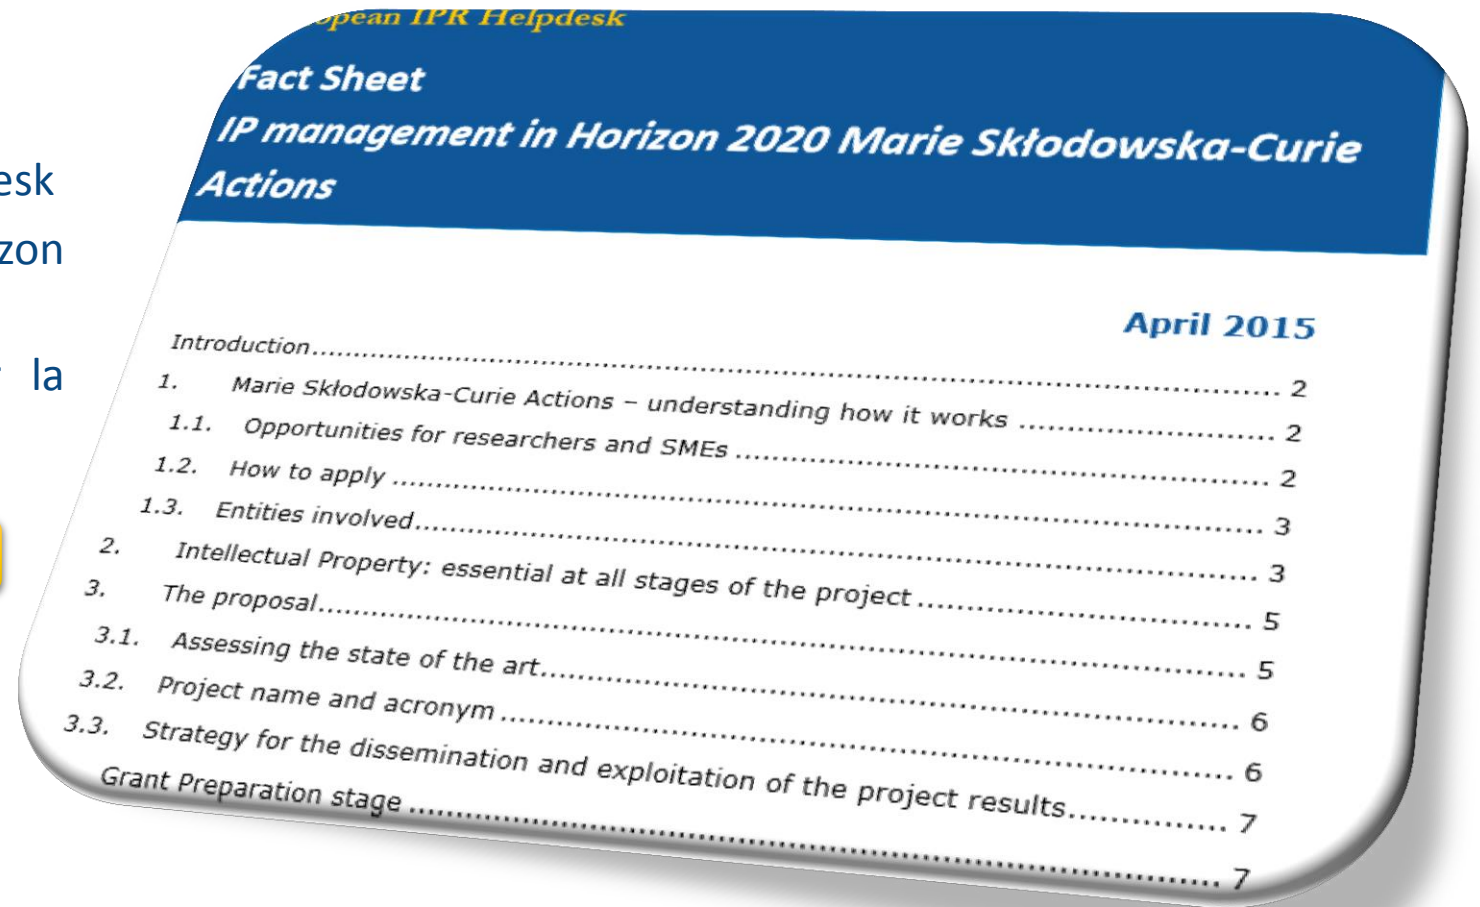 IPR Helpdesk
Fact Sheet
IP management in Horizon 2020 Marie Skłodowska-Curie
Actions
la
April 2015
Introduction 2
1. Marie Skłodowska-Curie Actions – understanding how it works 2
1.1. Opportunities for researchers and SMEs 2
1.2. How to apply 3
1.3. Entities involved 3
2. Intellectual Property: essential at all stages of the project 5
3. The proposal 5
3.1. Assessing the state of the art 6
3.2. Project name and acronym 6
3.3. Strategy for the dissemination and exploitation of the project results 7
Grant Preparation stage 7